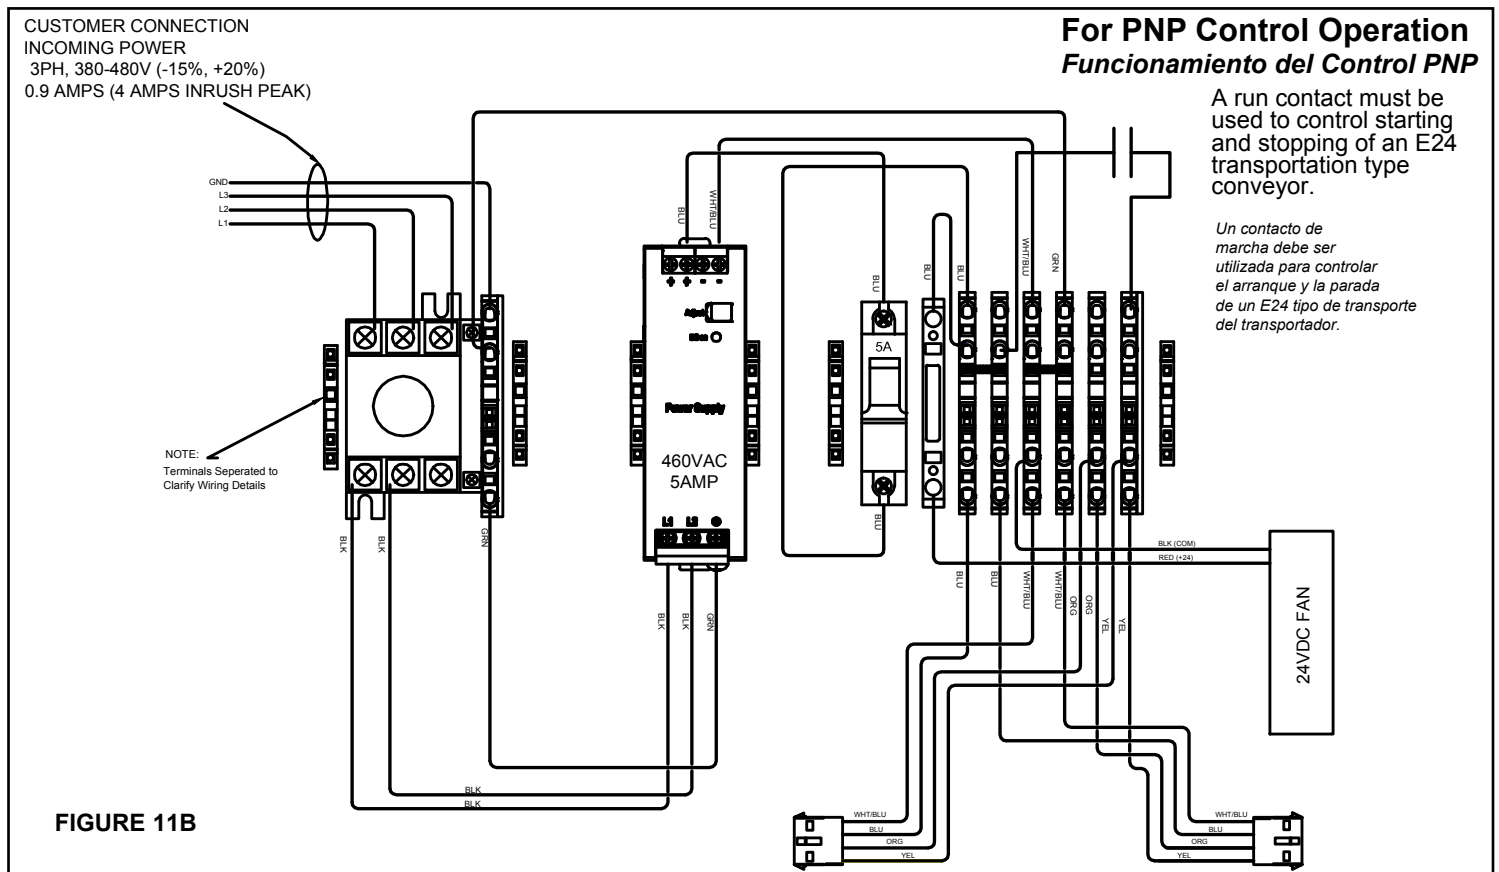 CUSTOMER CONNECTION
INCOMING POWER
3PH, 380-480V (-15%, +20%)
0.9 AMPS (4 AMPS INRUSH PEAK)
For PNP Control Operation
Funcionamiento del Control PNP
A run contact must be
used to control starting
and stopping of an E24
transportation type
conveyor.
Un contacto de
marcha debe ser
utilizada para controlar
el arranque y la parada
de un E24 tipo de transporte
del transportador.
GND
L3
L2
L1
BLU
WHT/BLU
BLU
BLU
BLU
WHT/BLU
GRN
+ + - -
Adjust
5A
Power Supply
460VAC
5AMP
L1 L2
NOTE:
Terminals Seperated to
Clarify Wiring Details
BLK
BLK
GRN
BLU
BLK
BLK
GRN
BLK (COM)
RED (+24)
BLU
BLU
WHT/BLU
WHT/BLU
ORG
ORG
YEL
YEL
24VDC FAN
BLK
BLK
FIGURE 11B
WHT/BLU
BLU
ORG
YEL
WHT/BLU
BLU
ORG
YEL